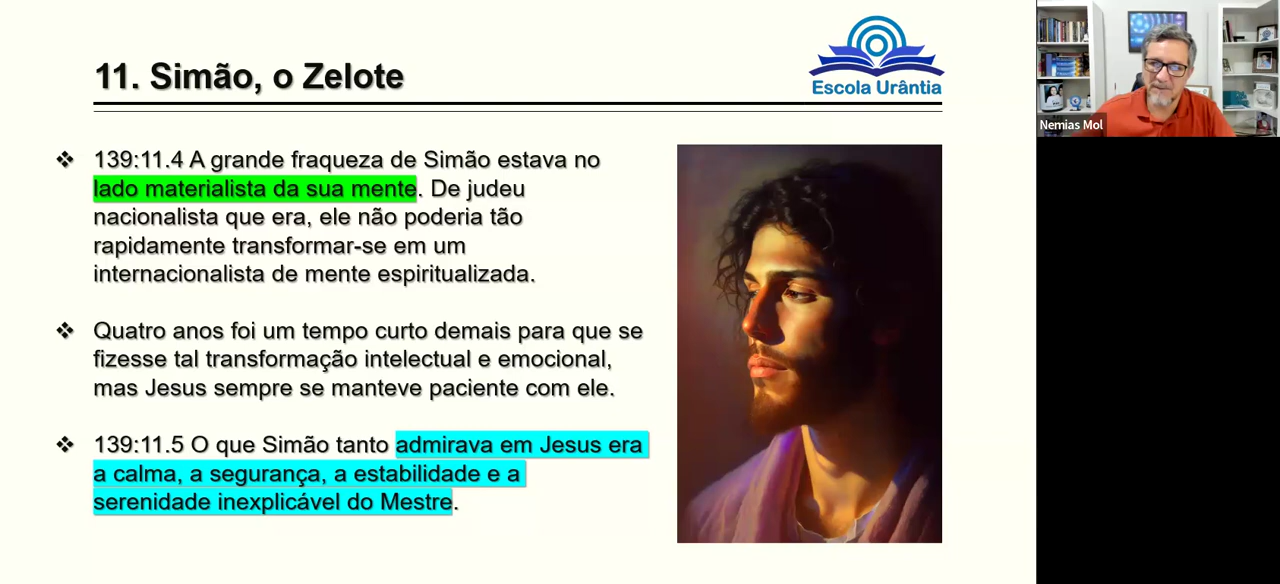 11. Simão, o Zelote
Escola Urântia
Nemias Mol
❖ 139:11.4 A grande fraqueza de Simão estava no
lado materialista da sua mente. De judeu
nacionalista que era, ele não poderia tão
rapidamente transformar-se em um
internacionalista de mente espiritualizada.
❖ Quatro anos foi um tempo curto demais para que se
fizesse tal transformação intelectual e emocional,
mas Jesus sempre se manteve paciente com ele.
❖ 139:11.5 O que Simão tanto admirava em Jesus era
a calma, a segurança, a estabilidade e a
serenidade inexplicável do Mestre.